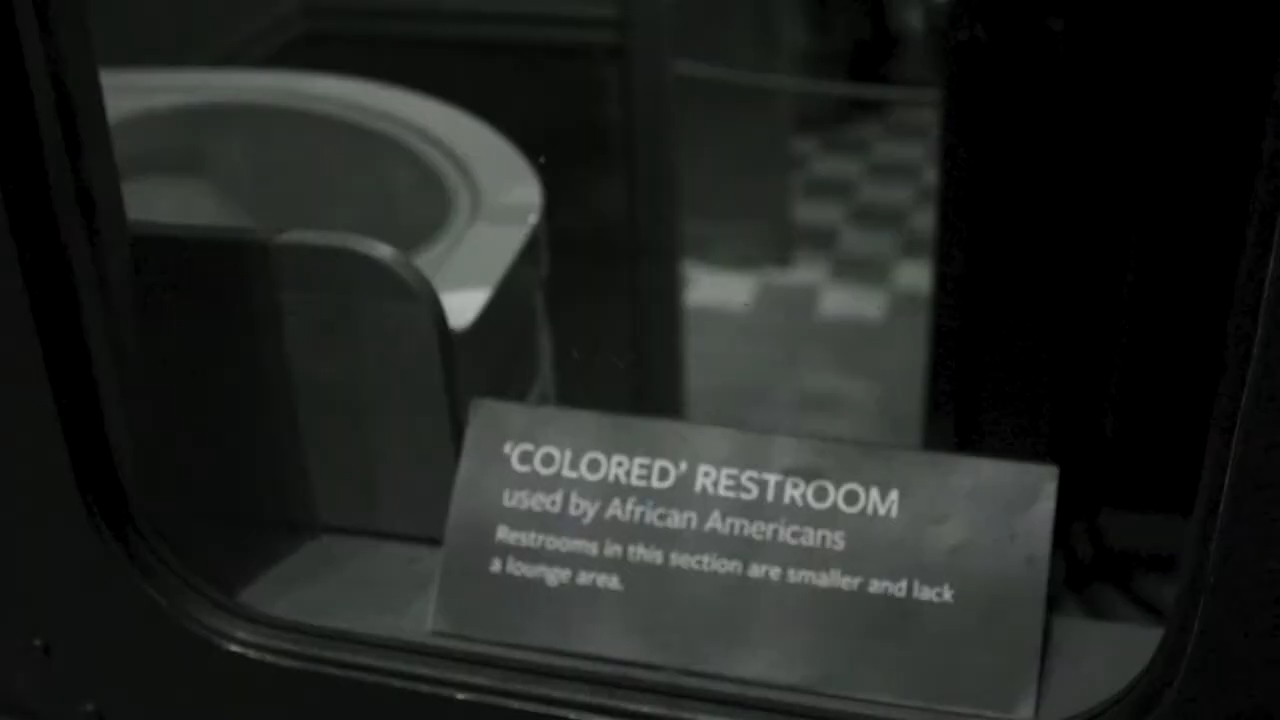 ‘COLORED’ RESTROOM
used by African Americans
Restrooms in this section are smaller and lack
a lounge area.